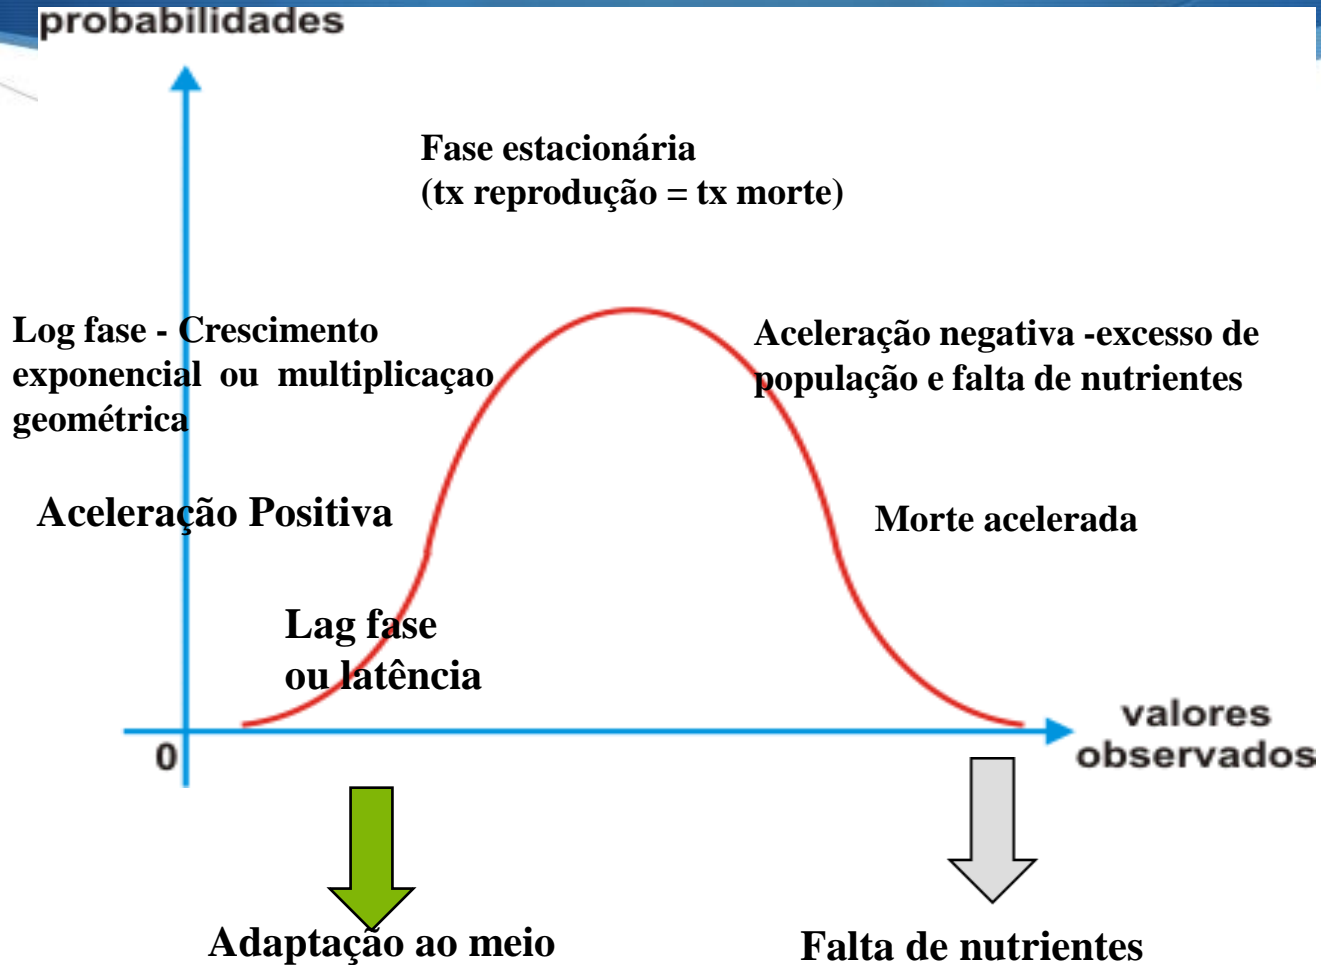 probabilidades
Fase estacionária
(tx reprodução = tx morte)
Log fase - Crescimento
exponencial ou multiplicaçao
geométrica
Aceleração negativa -excesso de
população e falta de nutrientes
Aceleração Positiva
Morte acelerada
Lag fase
ou latência
valores
observados
0
Adaptação ao meio
Falta de nutrientes